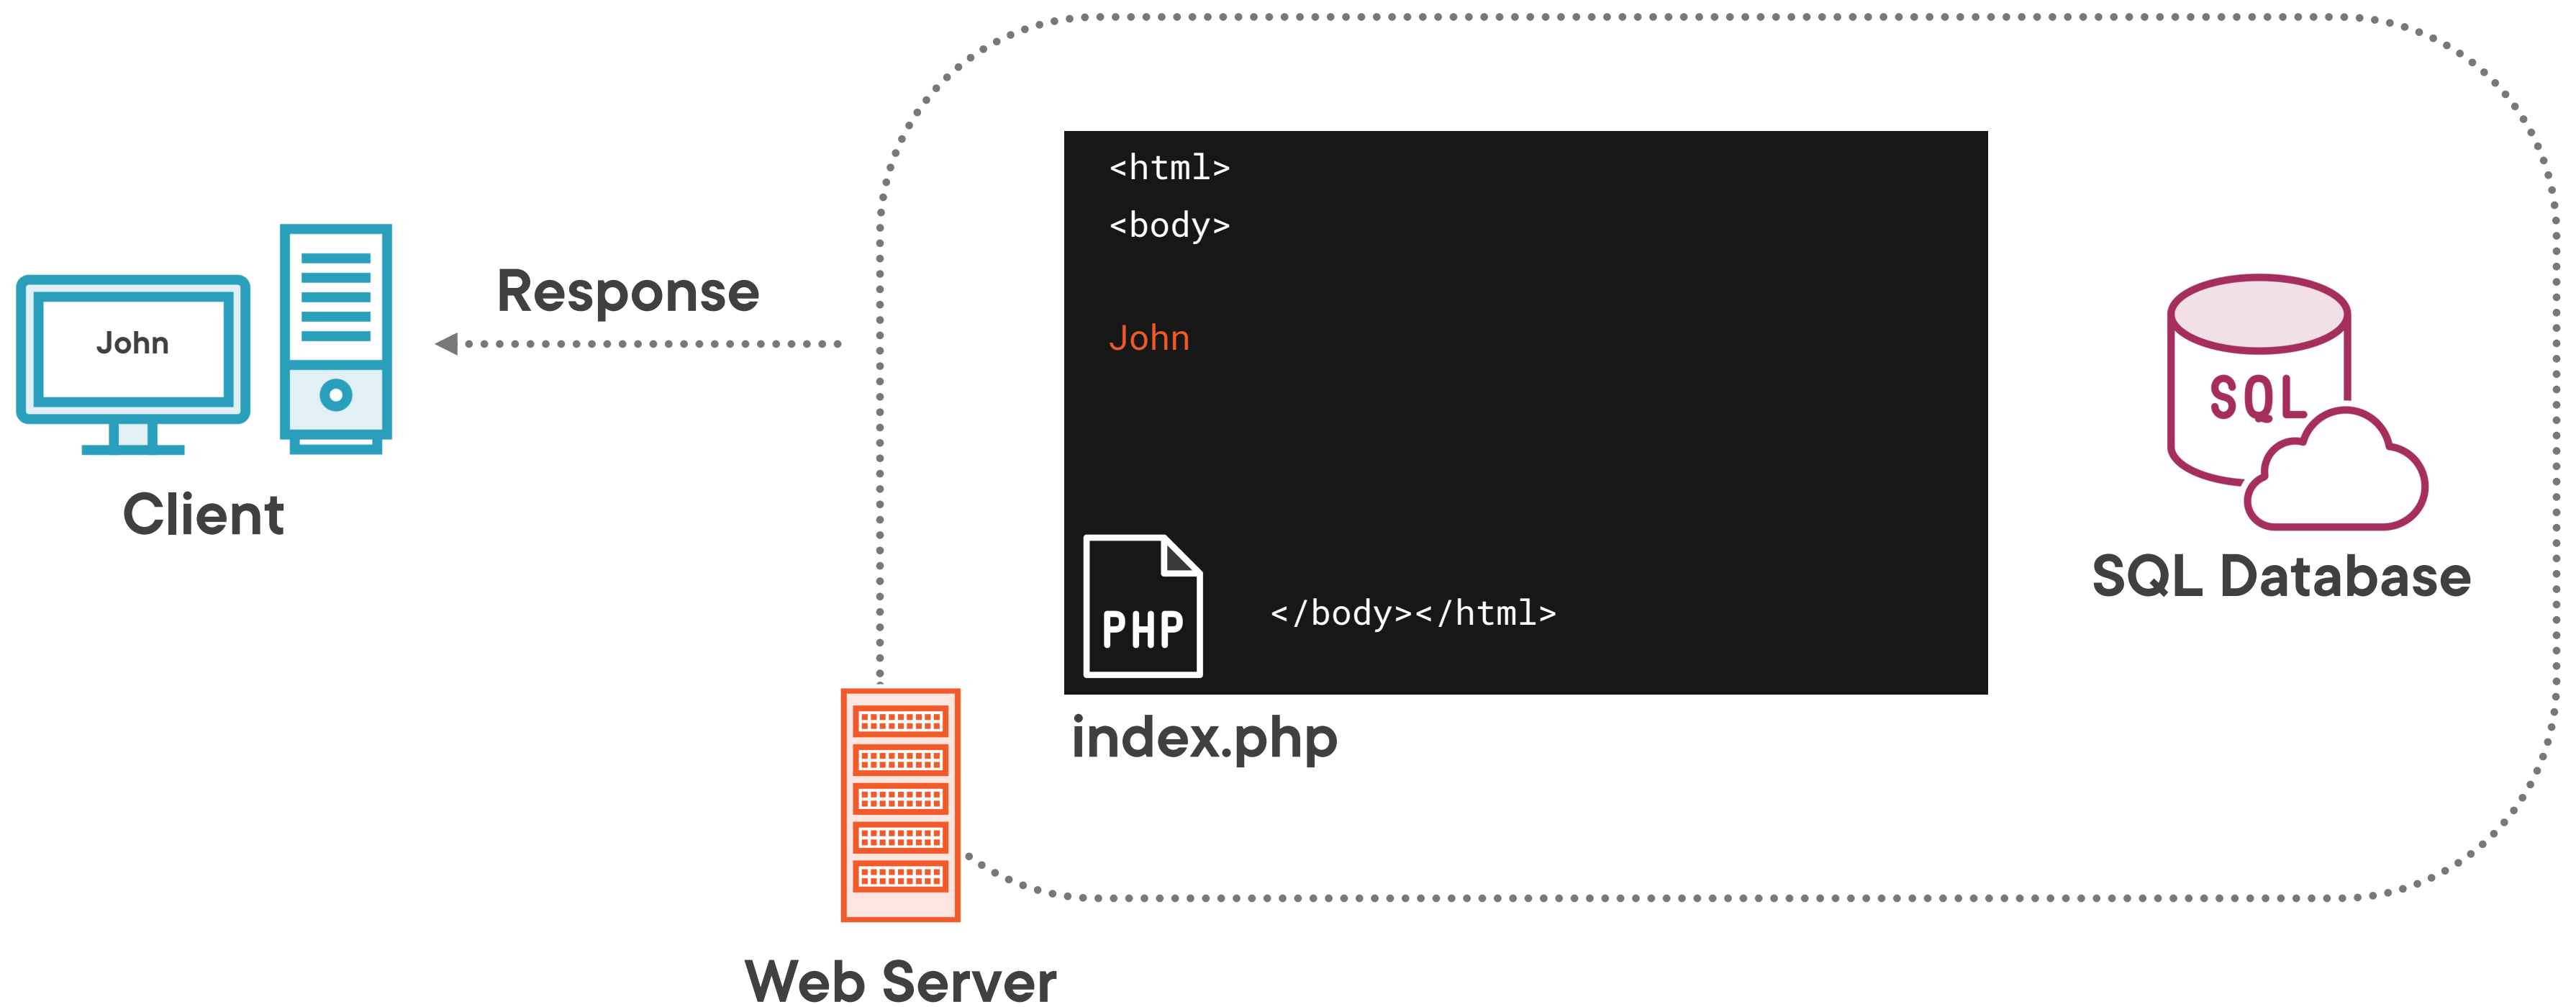 <html>
<body>
John
John
Response
SQL
Client
SQL Database
PHP
</body></html>
index.php
Web Server